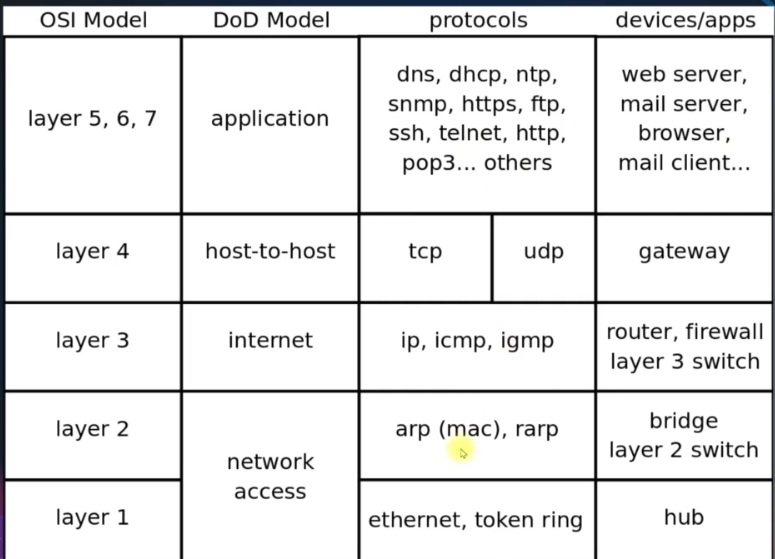 OSI Model DoD Model protocols devices/apps
layer 5, 6, 7
application
dns, dhcp, ntp,
snmp, https, ftp,
ssh, telnet, http,
pop3... others
web server,
mail server,
browser,
mail client...
layer 4
host-to-host
tcp
udp
gateway
layer 3
internet
ip, icmp, igmp
router, firewall
layer 3 switch
layer 2
network
access
arp (mac), rarp
bridge
layer 2 switch
layer 1
ethernet, token ring
hub